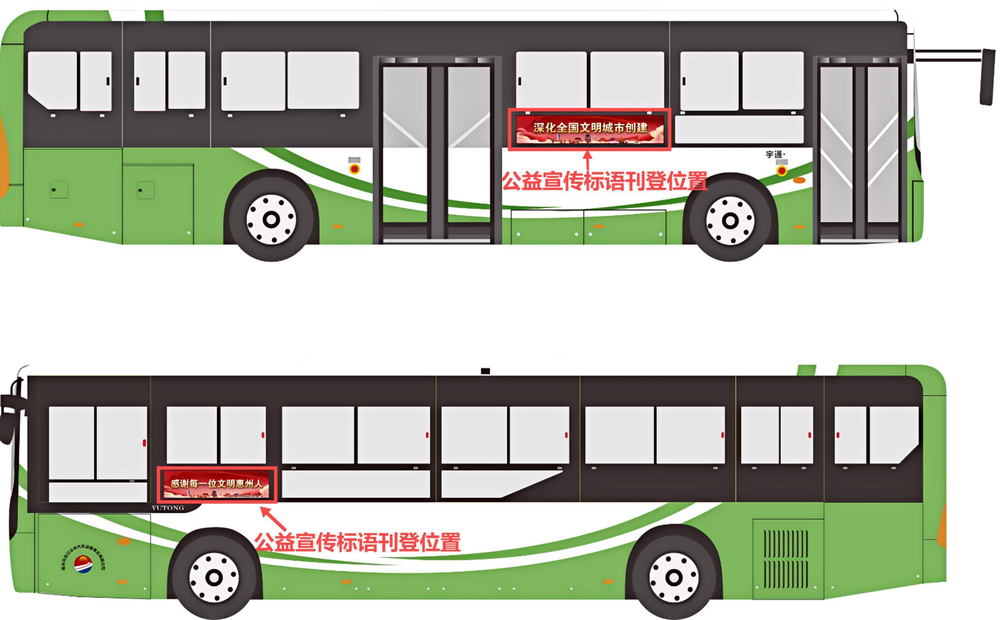 深化全国文明城市创建
宇通
公益宣传标语刊登位置
感谢每一位文明惠州人
YUTONG
公益宣传标语刊登位置